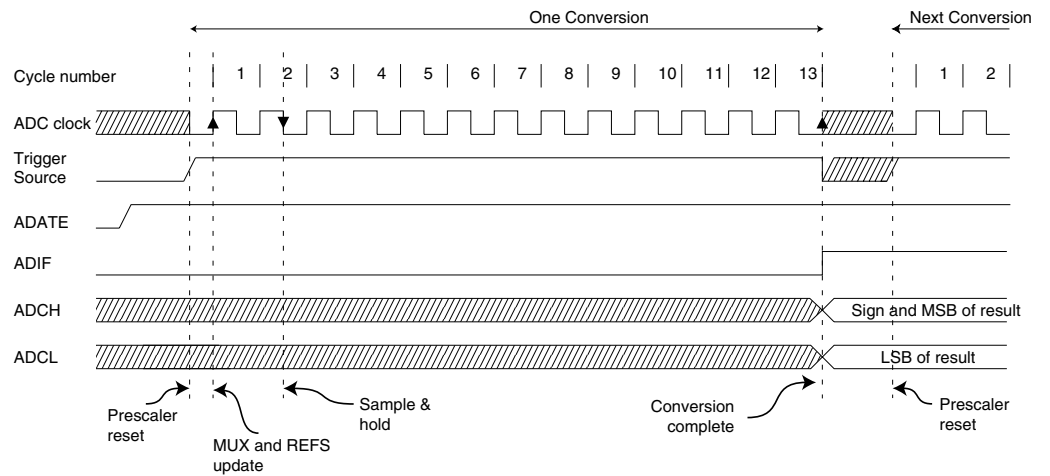 One Conversion
Next Conversion
Cycle number
1 2 3 4 5 6 7 8 9 10 11 12 13 1 2
ADC clock
Trigger
Source
ADATE
ADIF
ADCH
Sign and MSB of result
ADCL
LSB of result
Prescaler
reset
MUX and REFS
update
Sample &
hold
Conversion
complete
Prescaler
reset